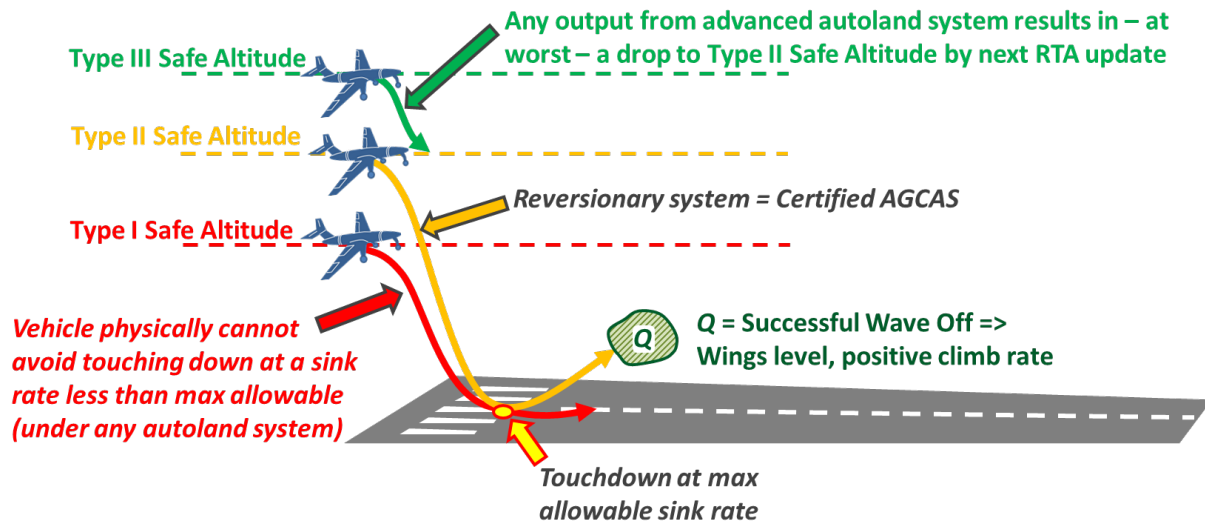 Any output from advanced autoland system results in – at
worst – a drop to Type II Safe Altitude by next RTA update
Type III Safe Altitude
Type II Safe Altitude
Reversionary system = Certified AGCAS
Type I Safe Altitude
Vehicle physically cannot
avoid touching down at a sink
rate less than max allowable
(under any autoland system)
Q
Q = Successful Wave Off =>
Wings level, positive climb rate
Touchdown at max
allowable sink rate